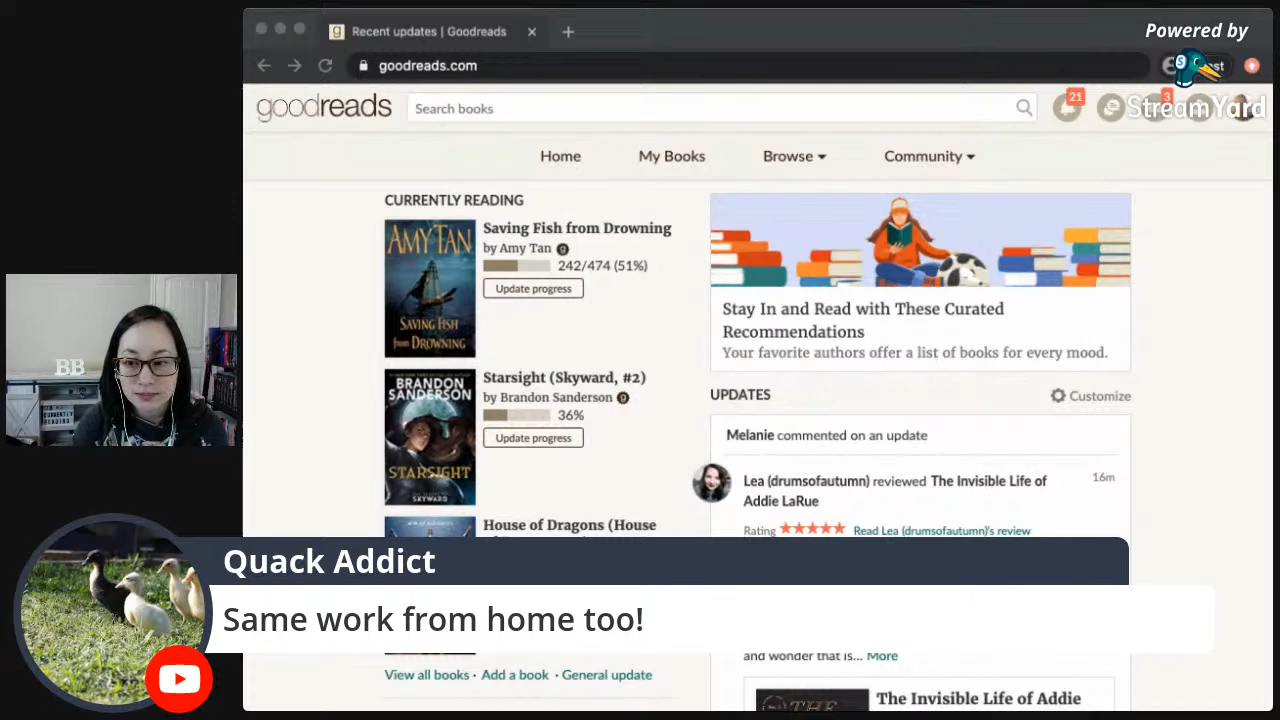 Recent updates | Goodreads
Powered by
goodreads.com
StreamYard
goodreads
Search books
21
3
Home
My Books
Browse
Community
CURRENTLY READING
AMY TAN
SAVING FISH
from DROWNING
Saving Fish from Drowning
by Amy Tan
242/474 (51%)
Update progress
BRANDON
SANDERSON
STARSIGHT
Starsight (Skyward, #2)
by Brandon Sanderson
36%
Update progress
House of Dragons (House
Stay In and Read with These Curated
Recommendations
Your favorite authors offer a list of books for every mood.
UPDATES
Customize
Melanie commented on an update
Lea (drumsofautumn) reviewed The Invisible Life of
Addie LaRue
16m
Rating
Read Lea (drumsofautumn)'s review
and wonder that is... More
The Invisible Life of Addie
THE
View all books · Add a book · General update
BB
CURRENTLY
READING
Quack Addict
Same work from home too!